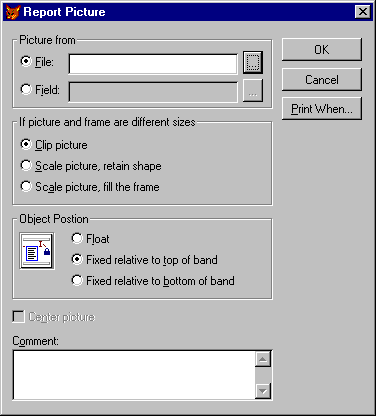 Report Picture
Picture from
File:
OK
Field:
...
Cancel
Print When...
If picture and frame are different sizes
Clip picture
Scale picture, retain shape
Scale picture, fill the frame
Object Postion
Float
Fixed relative to top of band
Fixed relative to bottom of band
Center picture
Comment: